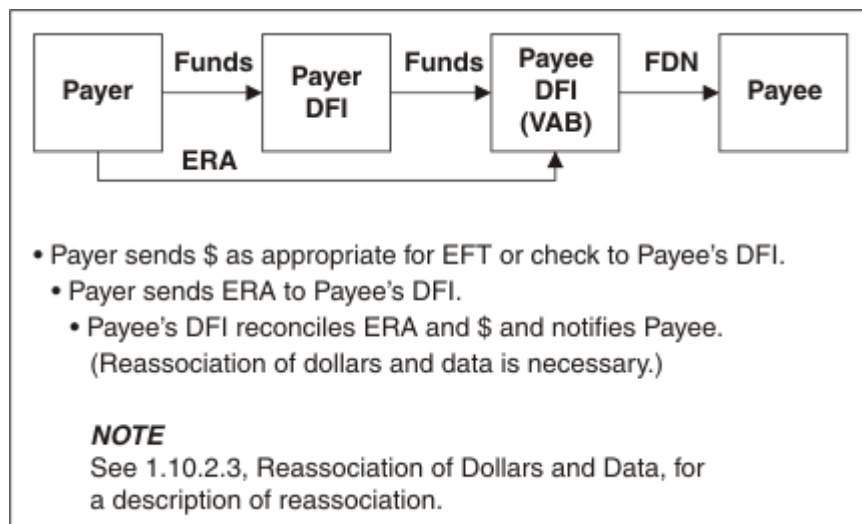 Payer
Funds
Payer
DFI
Funds
Payee
DFI
(VAB)
FDN
Payee
ERA
• Payer sends $ as appropriate for EFT or check to Payee's DFI.
• Payer sends ERA to Payee's DFI.
• Payee's DFI reconciles ERA and $ and notifies Payee.
(Reassociation of dollars and data is necessary.)
NOTE
See 1.10.2.3, Reassociation of Dollars and Data, for
a description of reassociation.